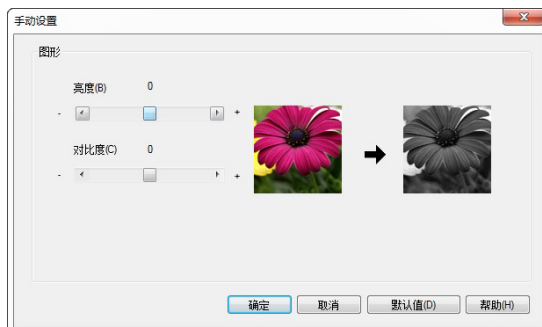 手动设置
图形
亮度(B) 0
- +
对比度(C) 0
- +
确定 取消 默认值(D) 帮助(H)